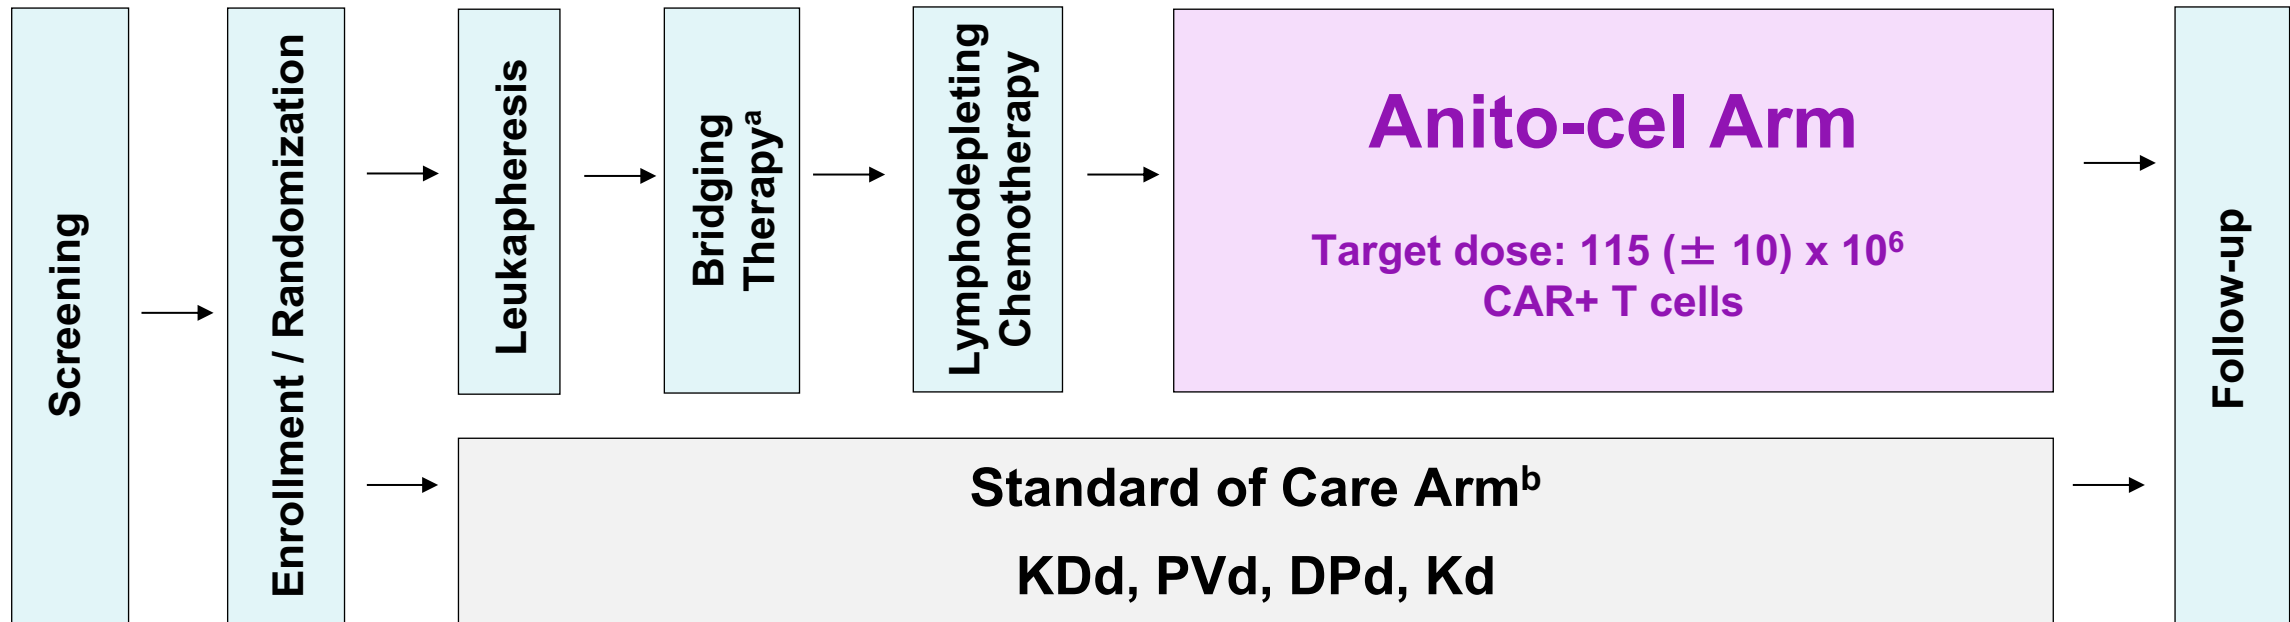 Screening
Enrollment / Randomization
Leukapheresis
Bridging
Therapyᵃ
Lymphodepleting
Chemotherapy
Anito-cel Arm
Target dose: 115 (± 10) x 10⁶
CAR+ T cells
Standard of Care Armᵇ
KDd, PVd, DPd, Kd
Follow-up